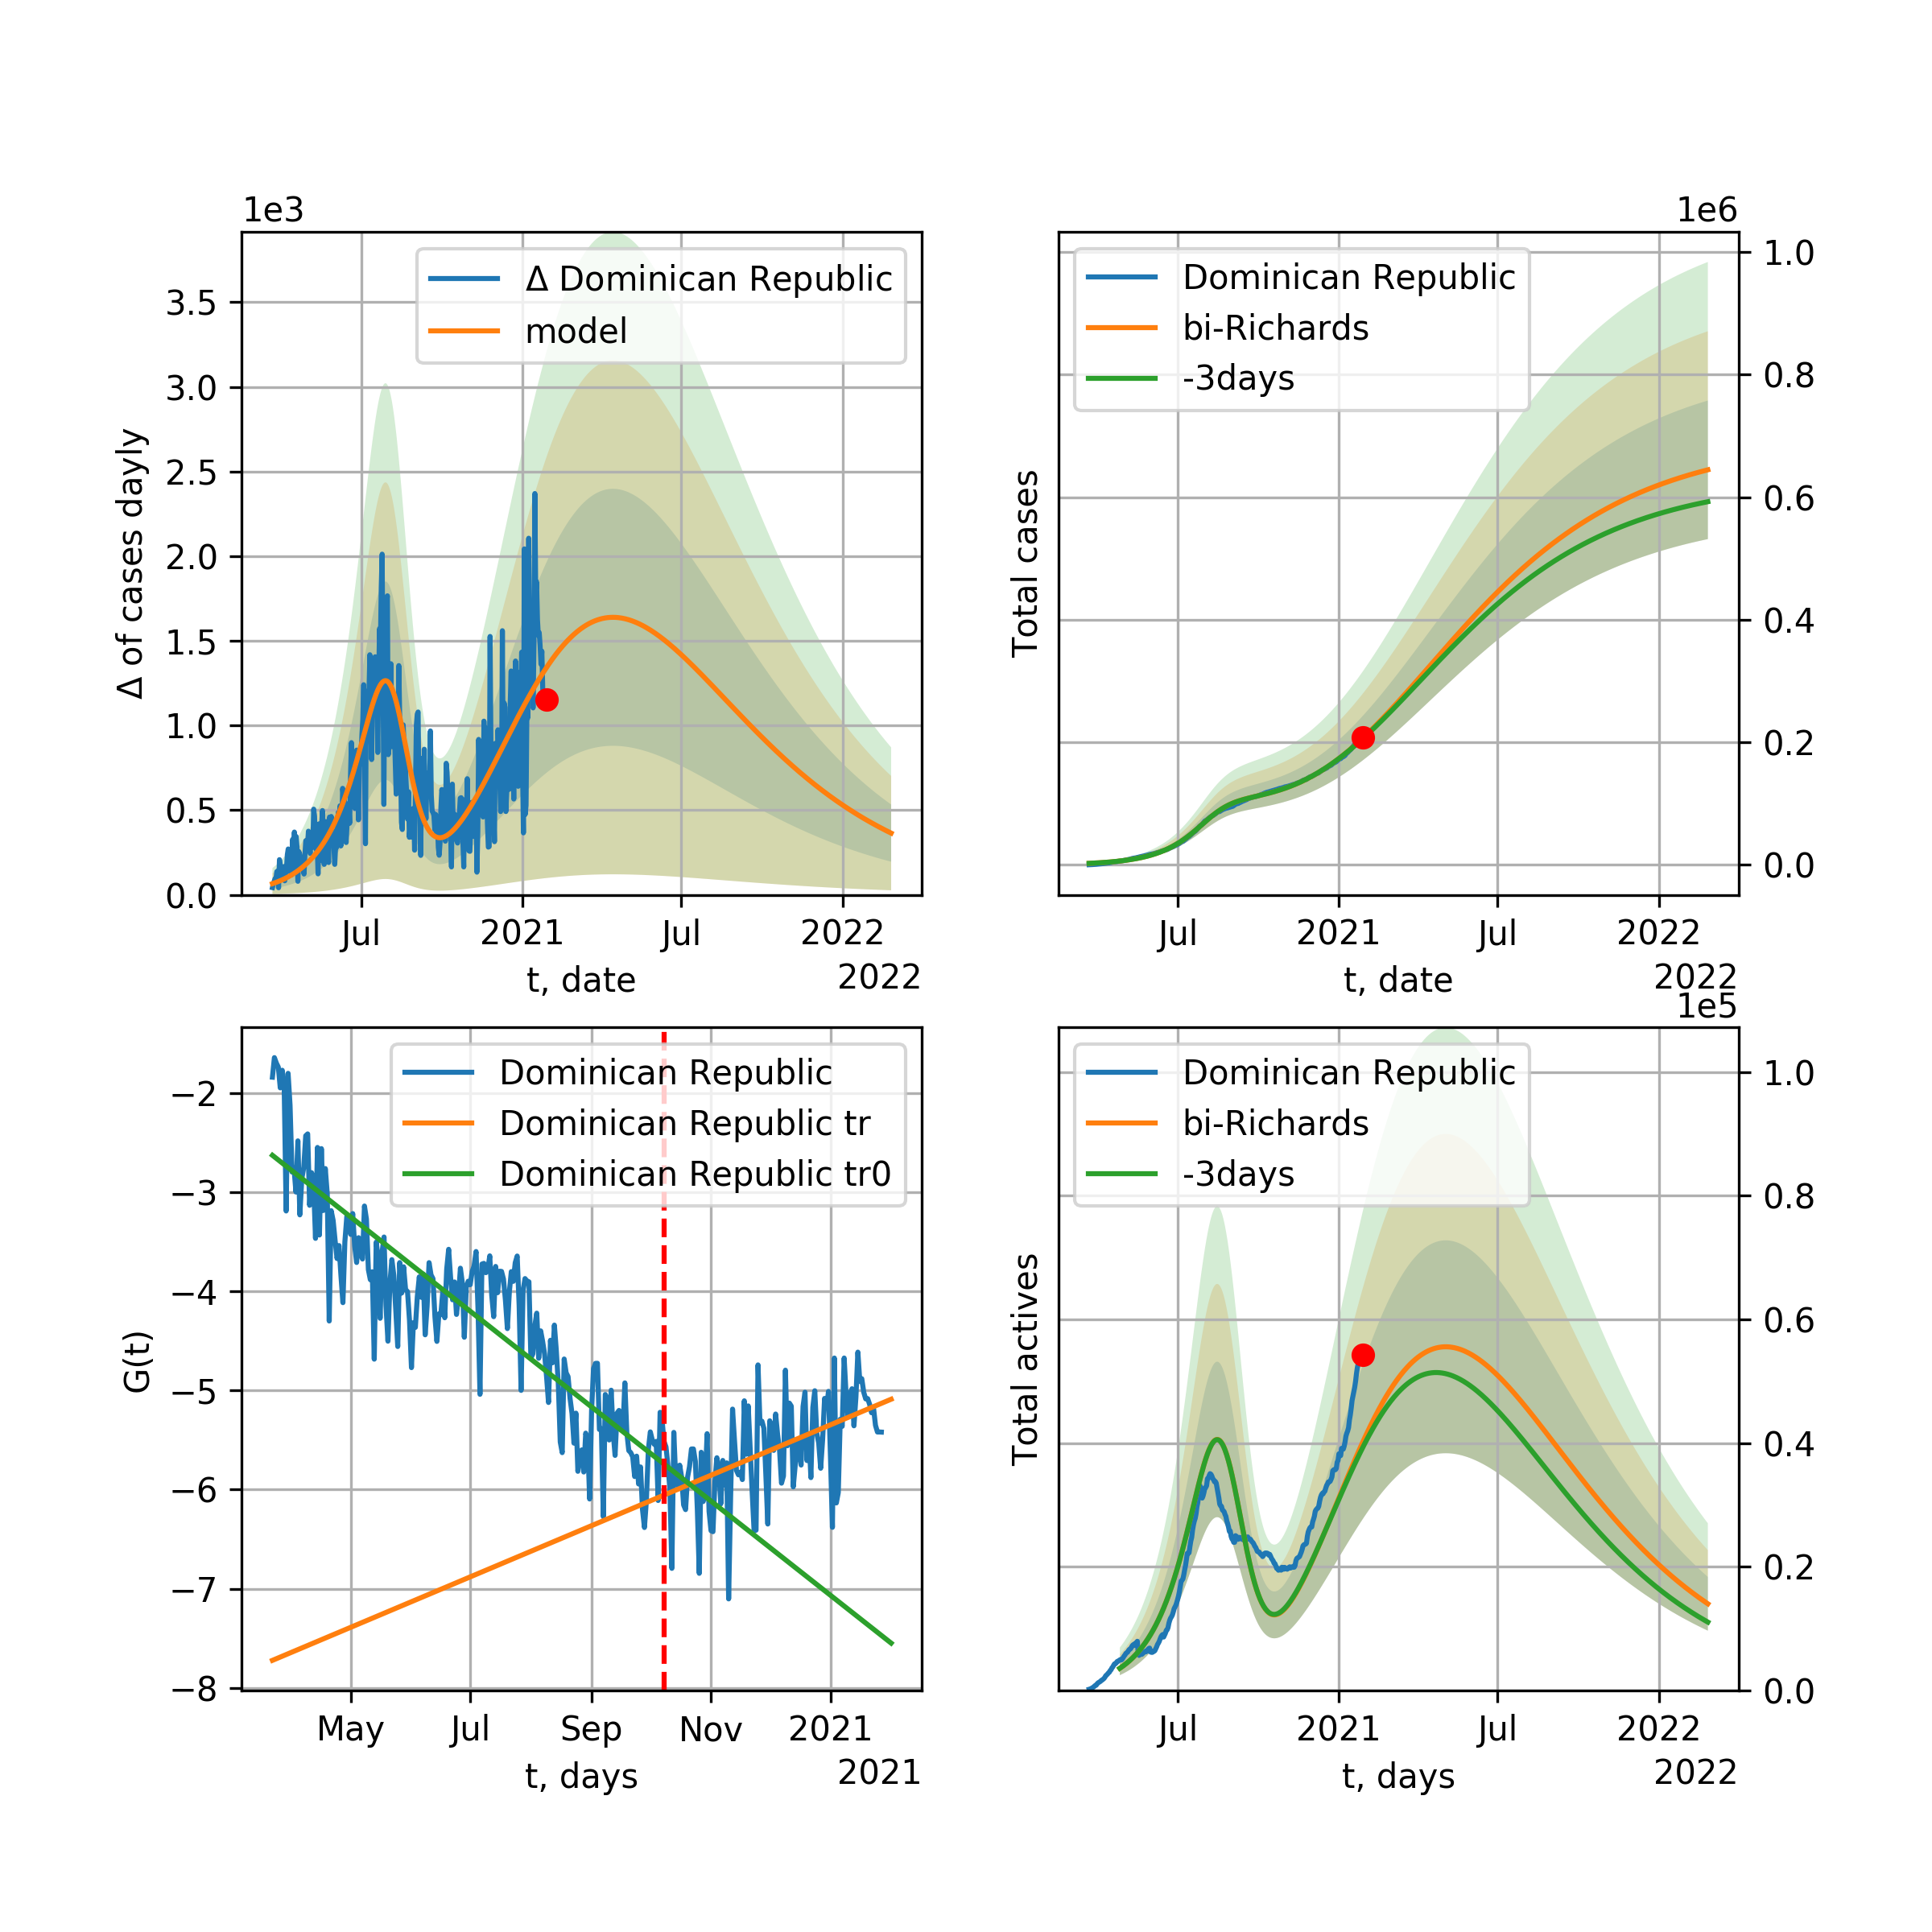 1e3
Δ Dominican Republic
model
3.5
3.0
2.5
2.0
1.5
1.0
0.5
0.0
Δ of cases dayly
Jul
2021
Jul
2022
t, date
2022
1e6
Dominican Republic
bi-Richards
-3days
1.0
0.8
0.6
0.4
0.2
0.0
Total cases
Jul
2021
Jul
2022
t, date
2022
Dominican Republic
Dominican Republic tr
Dominican Republic tr0
−2
−3
−4
−5
−6
−7
−8
G(t)
May
Jul
Sep
Nov
2021
t, days
2021
1e5
Dominican Republic
bi-Richards
-3days
1.0
0.8
0.6
0.4
0.2
0.0
Total actives
Jul
2021
Jul
2022
t, days
2022